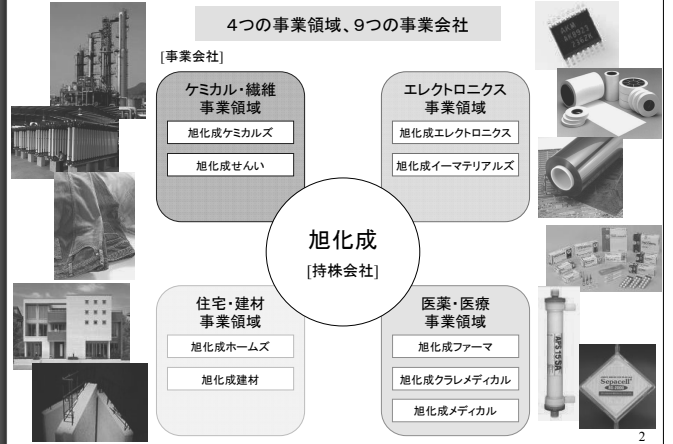 4つの事業領域、9つの事業会社
[事業会社]
ケミカル・繊維
事業領域
旭化成ケミカルズ
旭化成せんい
エレクトロニクス
事業領域
旭化成エレクトロニクス
旭化成イーマテリアルズ
旭化成
[持株会社]
住宅・建材
事業領域
旭化成ホームズ
旭化成建材
医薬・医療
事業領域
旭化成ファーマ
旭化成クラレメディカル
旭化成メディカル
AKM
APS-15SA
Sepacell
2